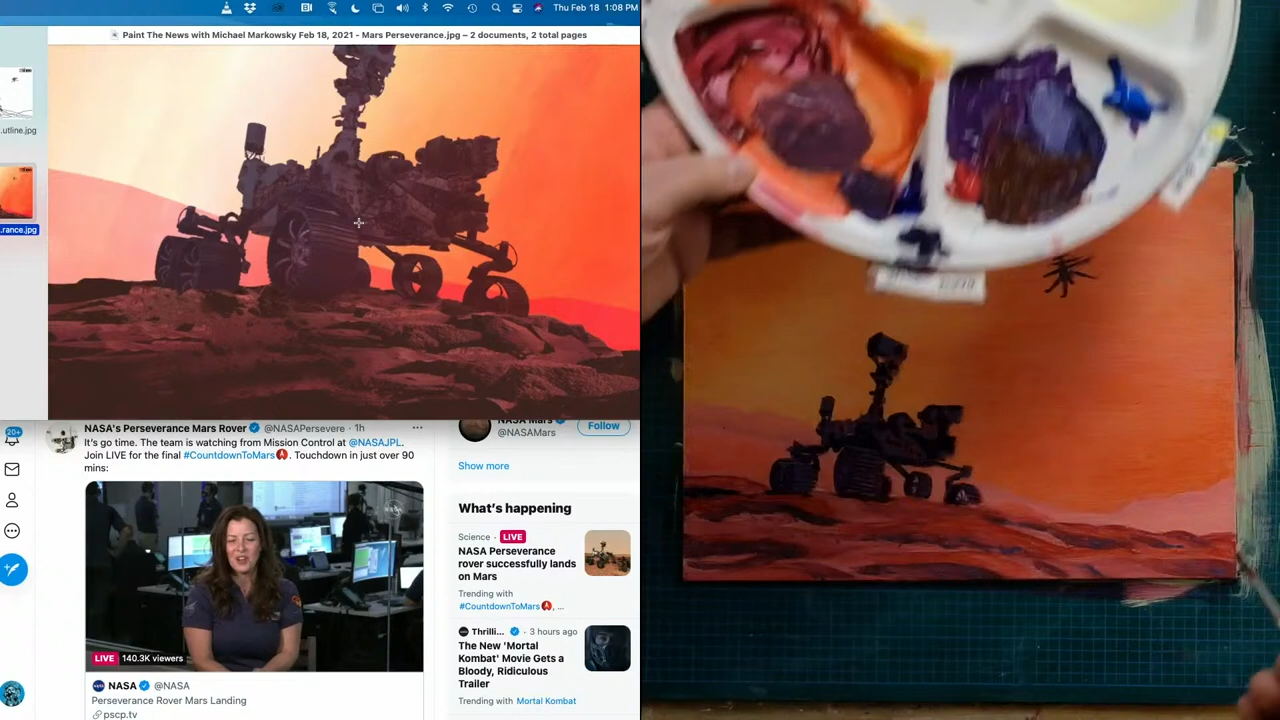 Thu Feb 18 1:08 PM
Paint The News with Michael Markowsky Feb 18, 2021 - Mars Perseverance.jpg – 2 documents, 2 total pages
...utline.jpg
...rance.jpg
20+
NASA's Perseverance Mars Rover @NASAPersevere · 1h
It's go time. The team is watching from Mission Control at @NASAJPL.
Join LIVE for the final #CountdownToMars. Touchdown in just over 90
mins:
LIVE 140.3K viewers
NASA @NASA
Perseverance Rover Mars Landing
pscp.tv
NASA Mars
@NASAMars
Follow
Show more
What's happening
Science · LIVE
NASA Perseverance
rover successfully lands
on Mars
Trending with
#CountdownToMars, ...
Thrilli... · 3 hours ago
The New 'Mortal
Kombat' Movie Gets a
Bloody, Ridiculous
Trailer
Trending with Mortal Kombat